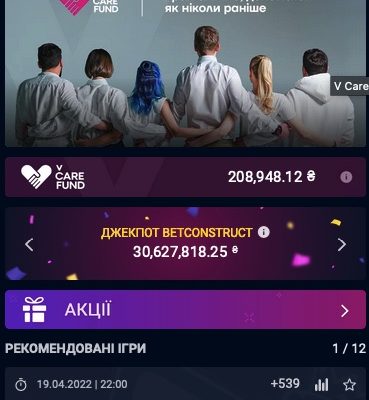 CARE
FUND
як ніколи раніше
V Care
V
CARE
FUND
208,948.12 ₴
ДЖЕКПОТ BETCONSTRUCT
30,627,818.25 ₴
АКЦІЇ
РЕКОМЕНДОВАНІ ІГРИ
1 / 12
19.04.2022 | 22:00
+539